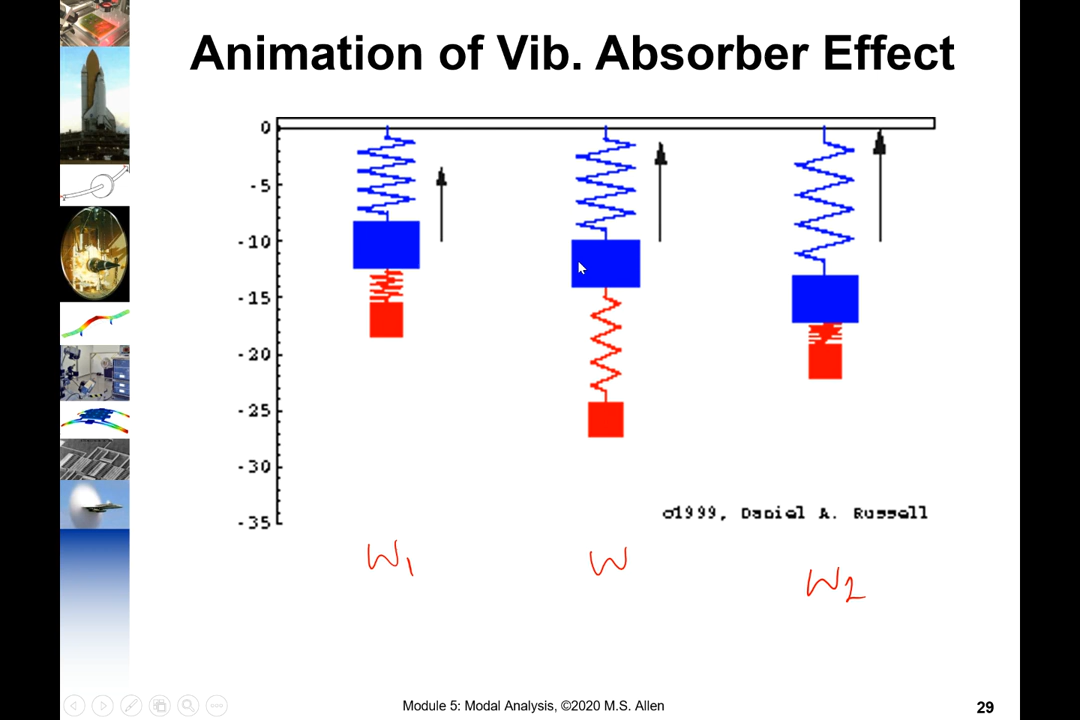 Animation of Vib. Absorber Effect
0
-5
-10
-15
-20
-25
-30
-35
©1999, Daniel A. Russell
W1
W
W2
Module 5: Modal Analysis, ©2020 M.S. Allen
29